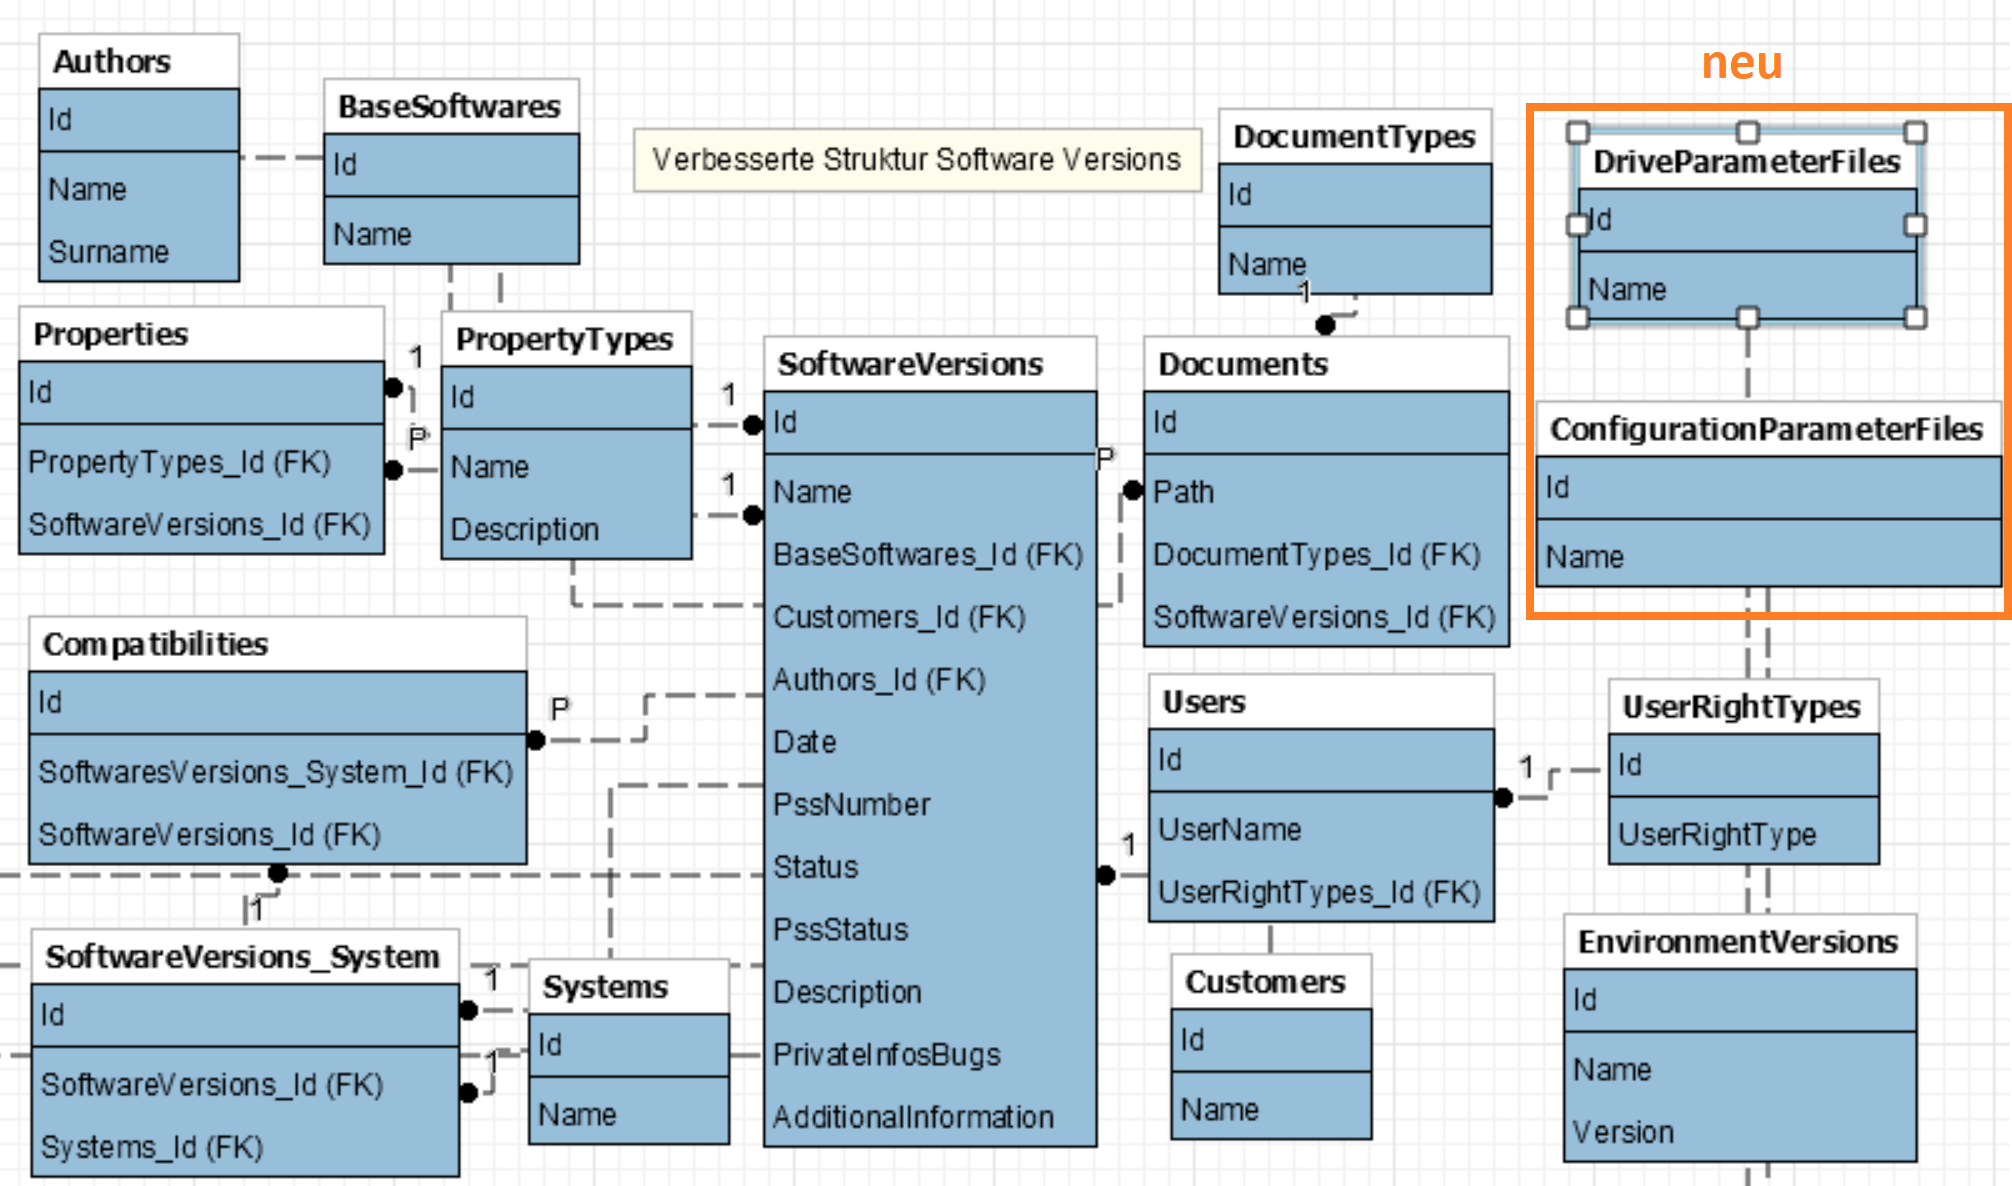 neu
Authors
Id
Name
Surname
BaseSoftwares
Id
Name
Verbesserte Struktur Software Versions
DocumentTypes
Id
Name
1
DriveParameterFiles
Id
Name
Properties
Id
PropertyTypes_Id (FK)
SoftwareVersions_Id (FK)
1
P
PropertyTypes
Id
Name
Description
1
1
SoftwareVersions
Id
Name
BaseSoftwares_Id (FK)
Customers_Id (FK)
Authors_Id (FK)
Date
PssNumber
Status
PssStatus
Description
PrivateInfosBugs
AdditionalInformation
P
Documents
Id
Path
DocumentTypes_Id (FK)
SoftwareVersions_Id (FK)
ConfigurationParameterFiles
Id
Name
Compatibilities
Id
SoftwaresVersions_System_Id (FK)
SoftwareVersions_Id (FK)
P
1
Users
Id
UserName
UserRightTypes_Id (FK)
1
1
UserRightTypes
Id
UserRightType
SoftwareVersions_System
Id
SoftwareVersions_Id (FK)
Systems_Id (FK)
1
1
Systems
Id
Name
Customers
Id
Name
EnvironmentVersions
Id
Name
Version